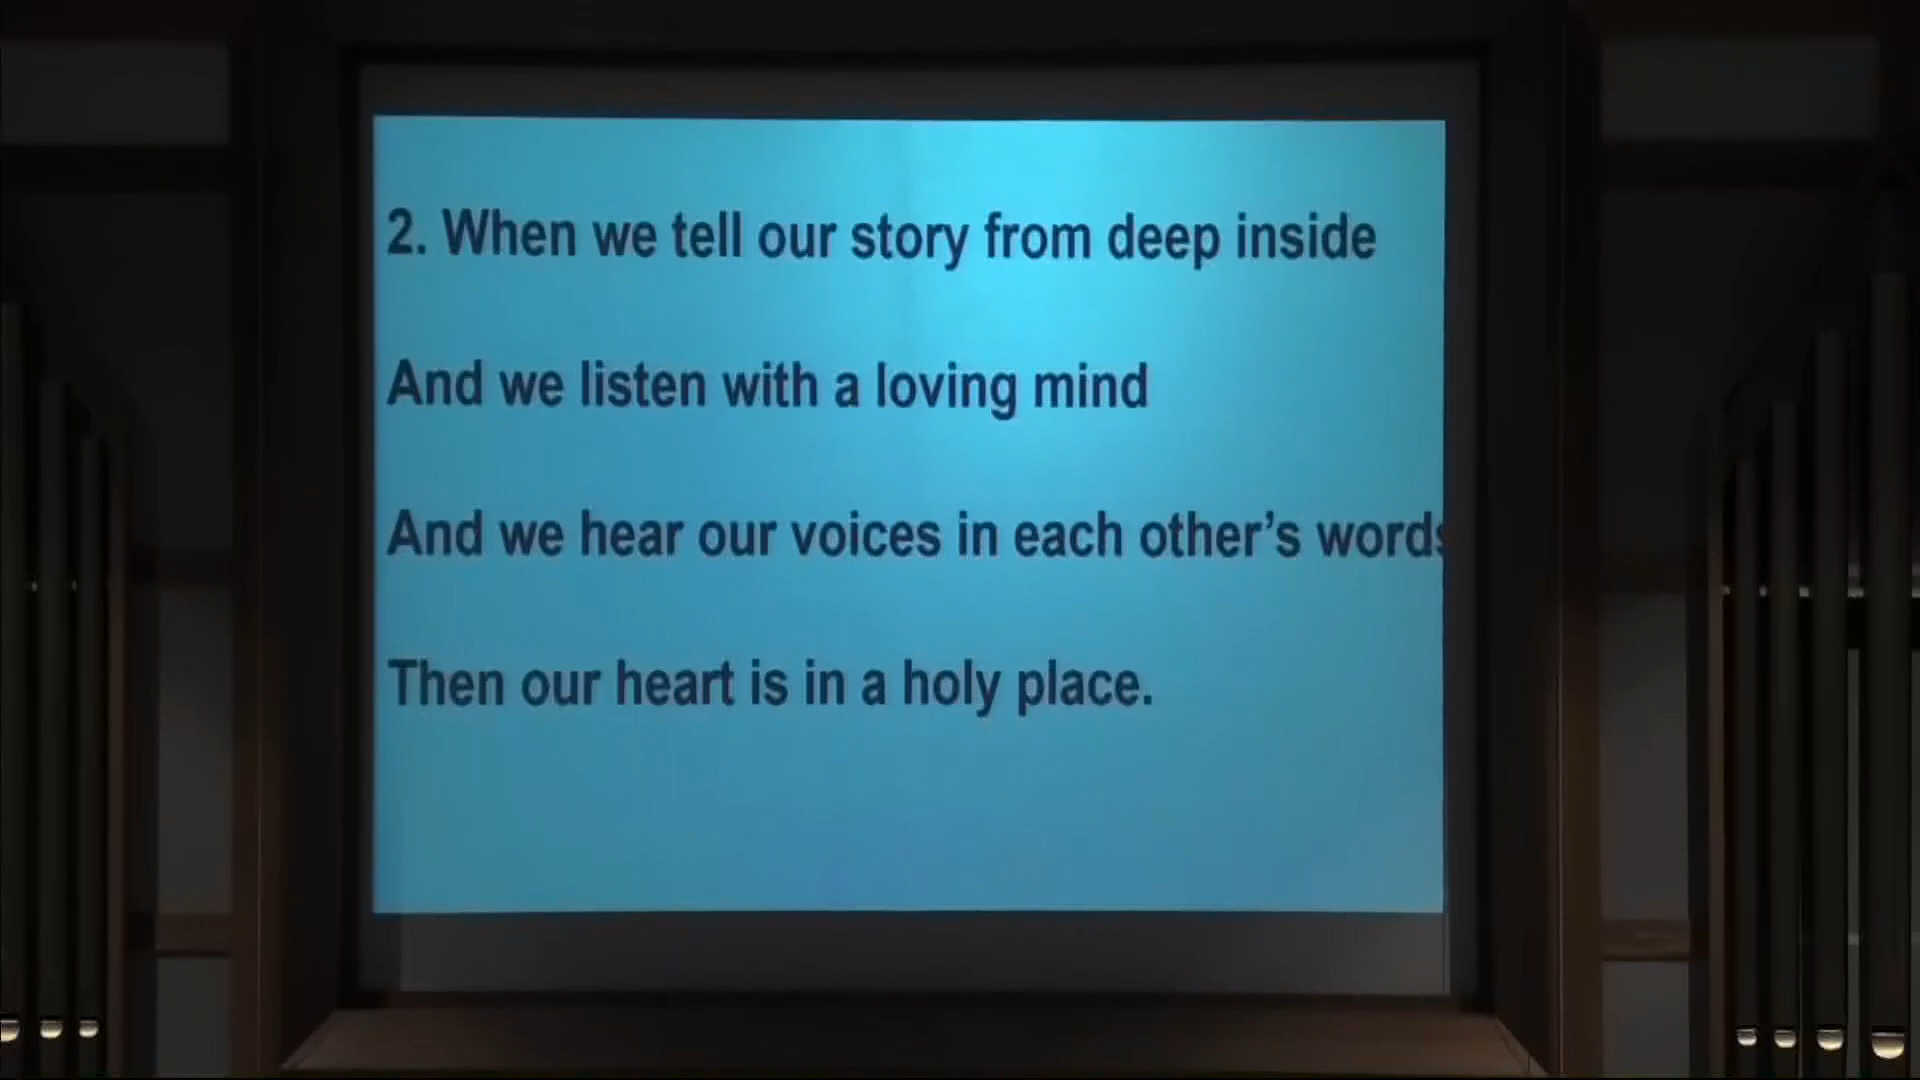 2. When we tell our story from deep inside
And we listen with a loving mind
And we hear our voices in each other’s words
Then our heart is in a holy place.